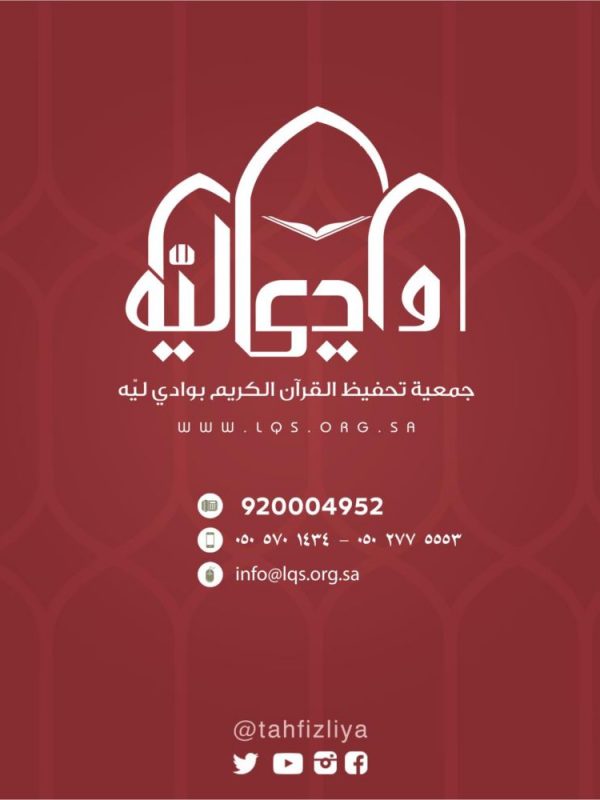 وادي ليّه
جمعية تحفيظ القرآن الكريم بوادي ليّه
WWW.LQS.ORG.SA
920004952
٠٥٠ ٥٧٠ ١٤٣٤ – ٠٥٠ ٢٧٧ ٥٥٥٣
info@lqs.org.sa
@tahfizliya